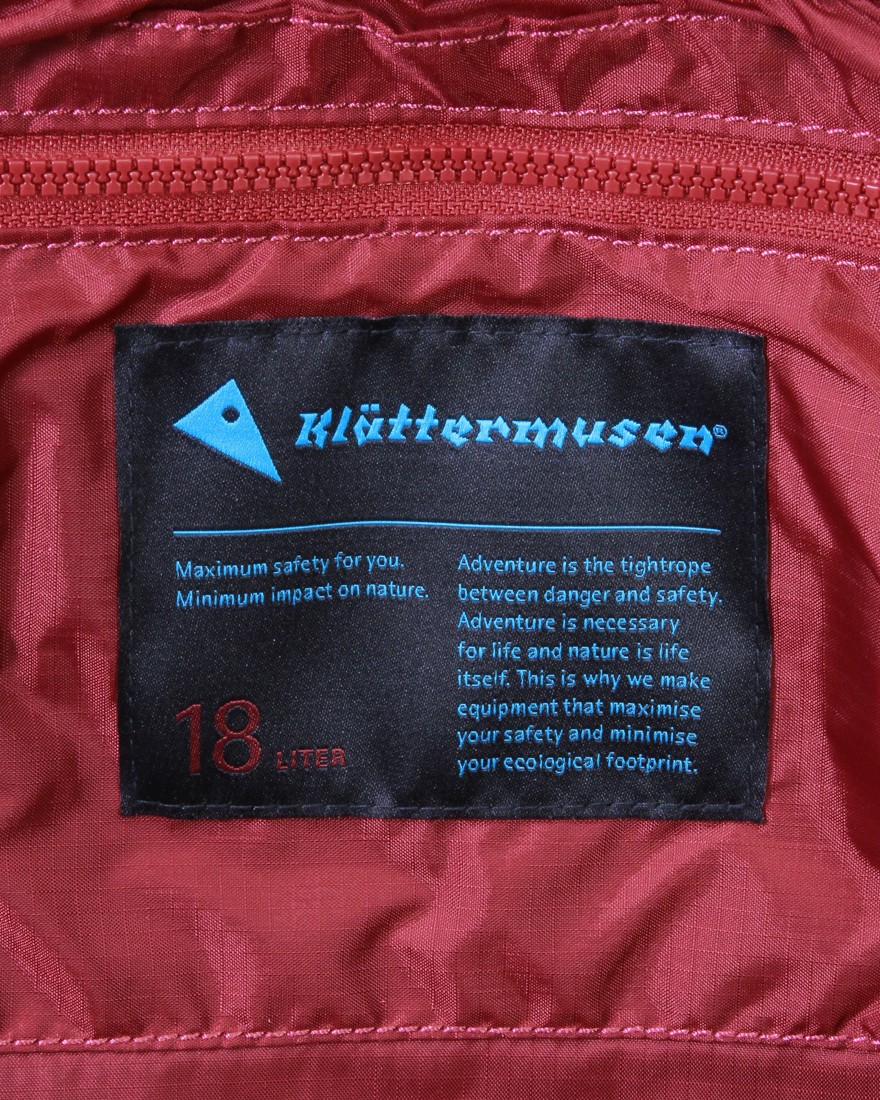 Klättermusen®
Maximum safety for you.
Minimum impact on nature.
18 LITER
Adventure is the tightrope
between danger and safety.
Adventure is necessary
for life and nature is life
itself. This is why we make
equipment that maximise
your safety and minimise
your ecological footprint.